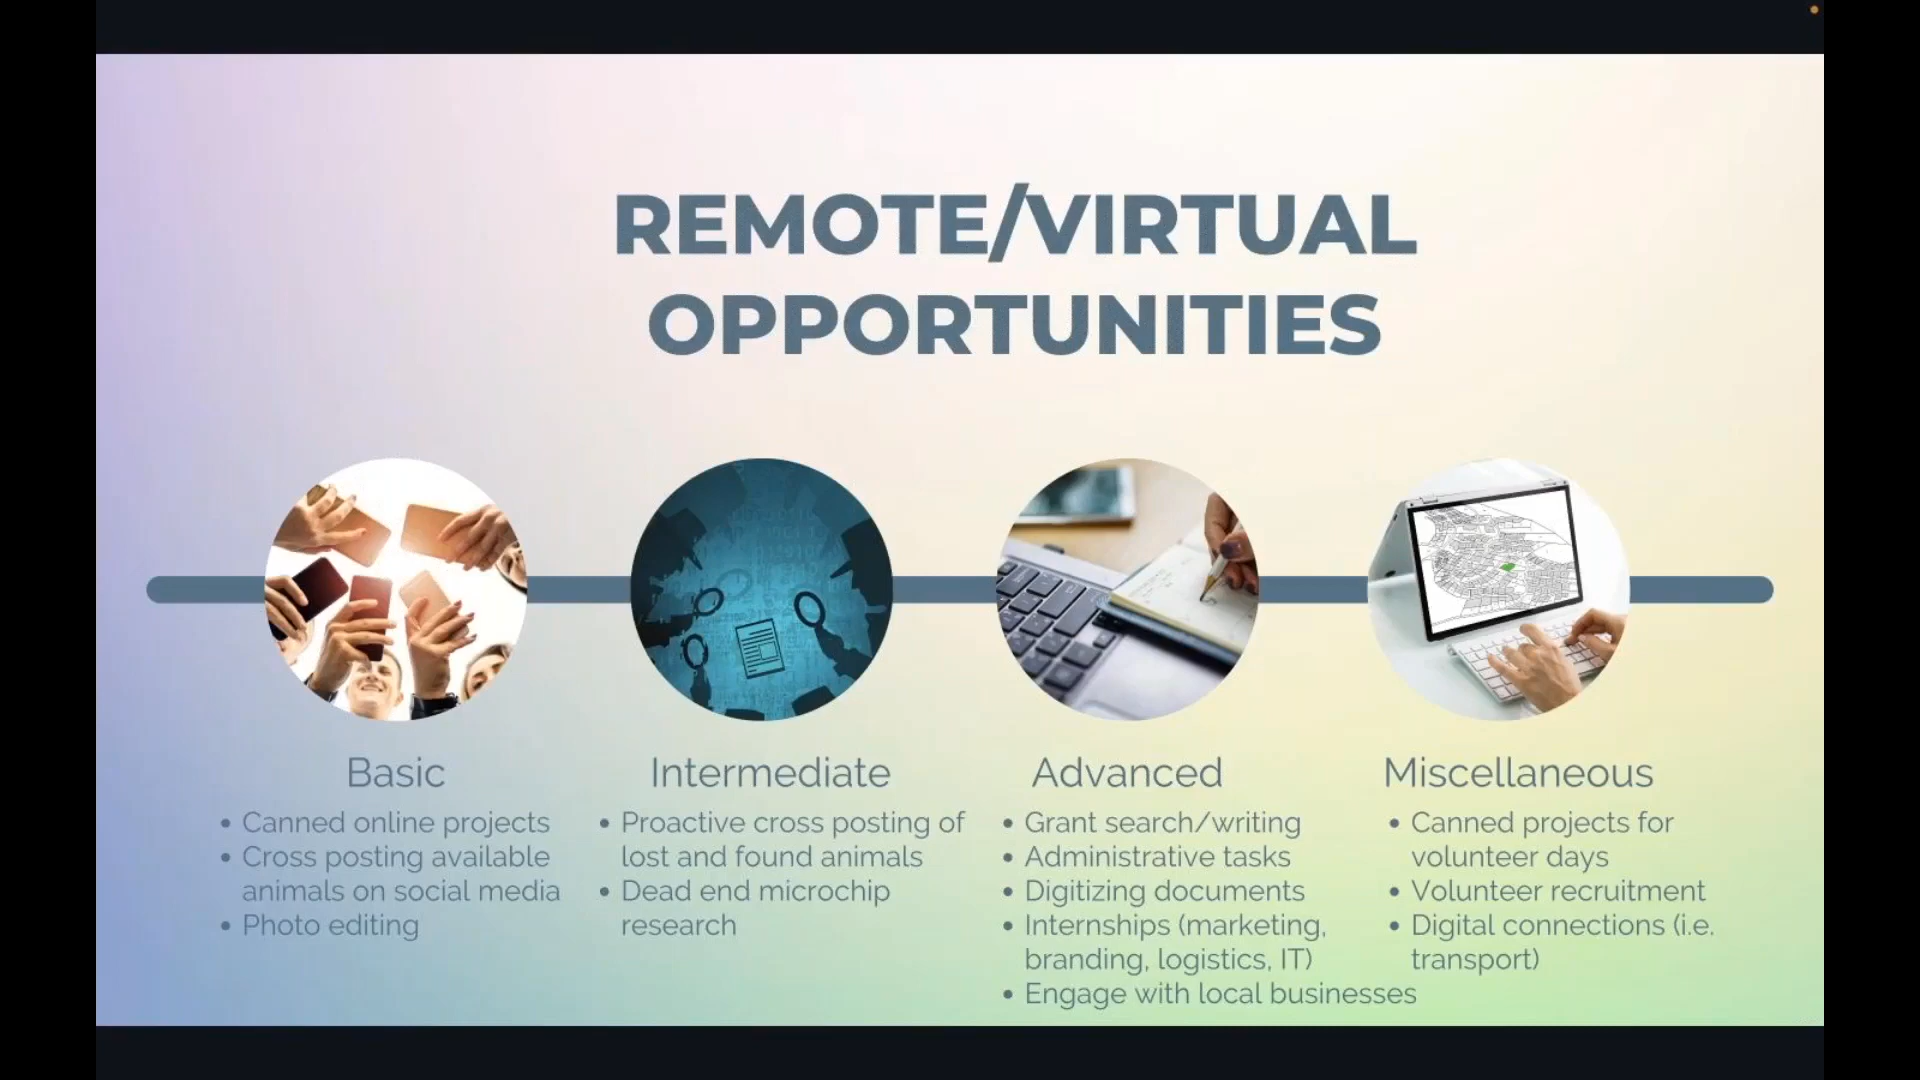 REMOTE/VIRTUAL
OPPORTUNITIES
Basic
• Canned online projects
• Cross posting available
animals on social media
• Photo editing
Intermediate
• Proactive cross posting of
lost and found animals
• Dead end microchip
research
Advanced
• Grant search/writing
• Administrative tasks
• Digitizing documents
• Internships (marketing,
branding, logistics, IT)
• Engage with local businesses
Miscellaneous
• Canned projects for
volunteer days
• Volunteer recruitment
• Digital connections (i.e.
transport)